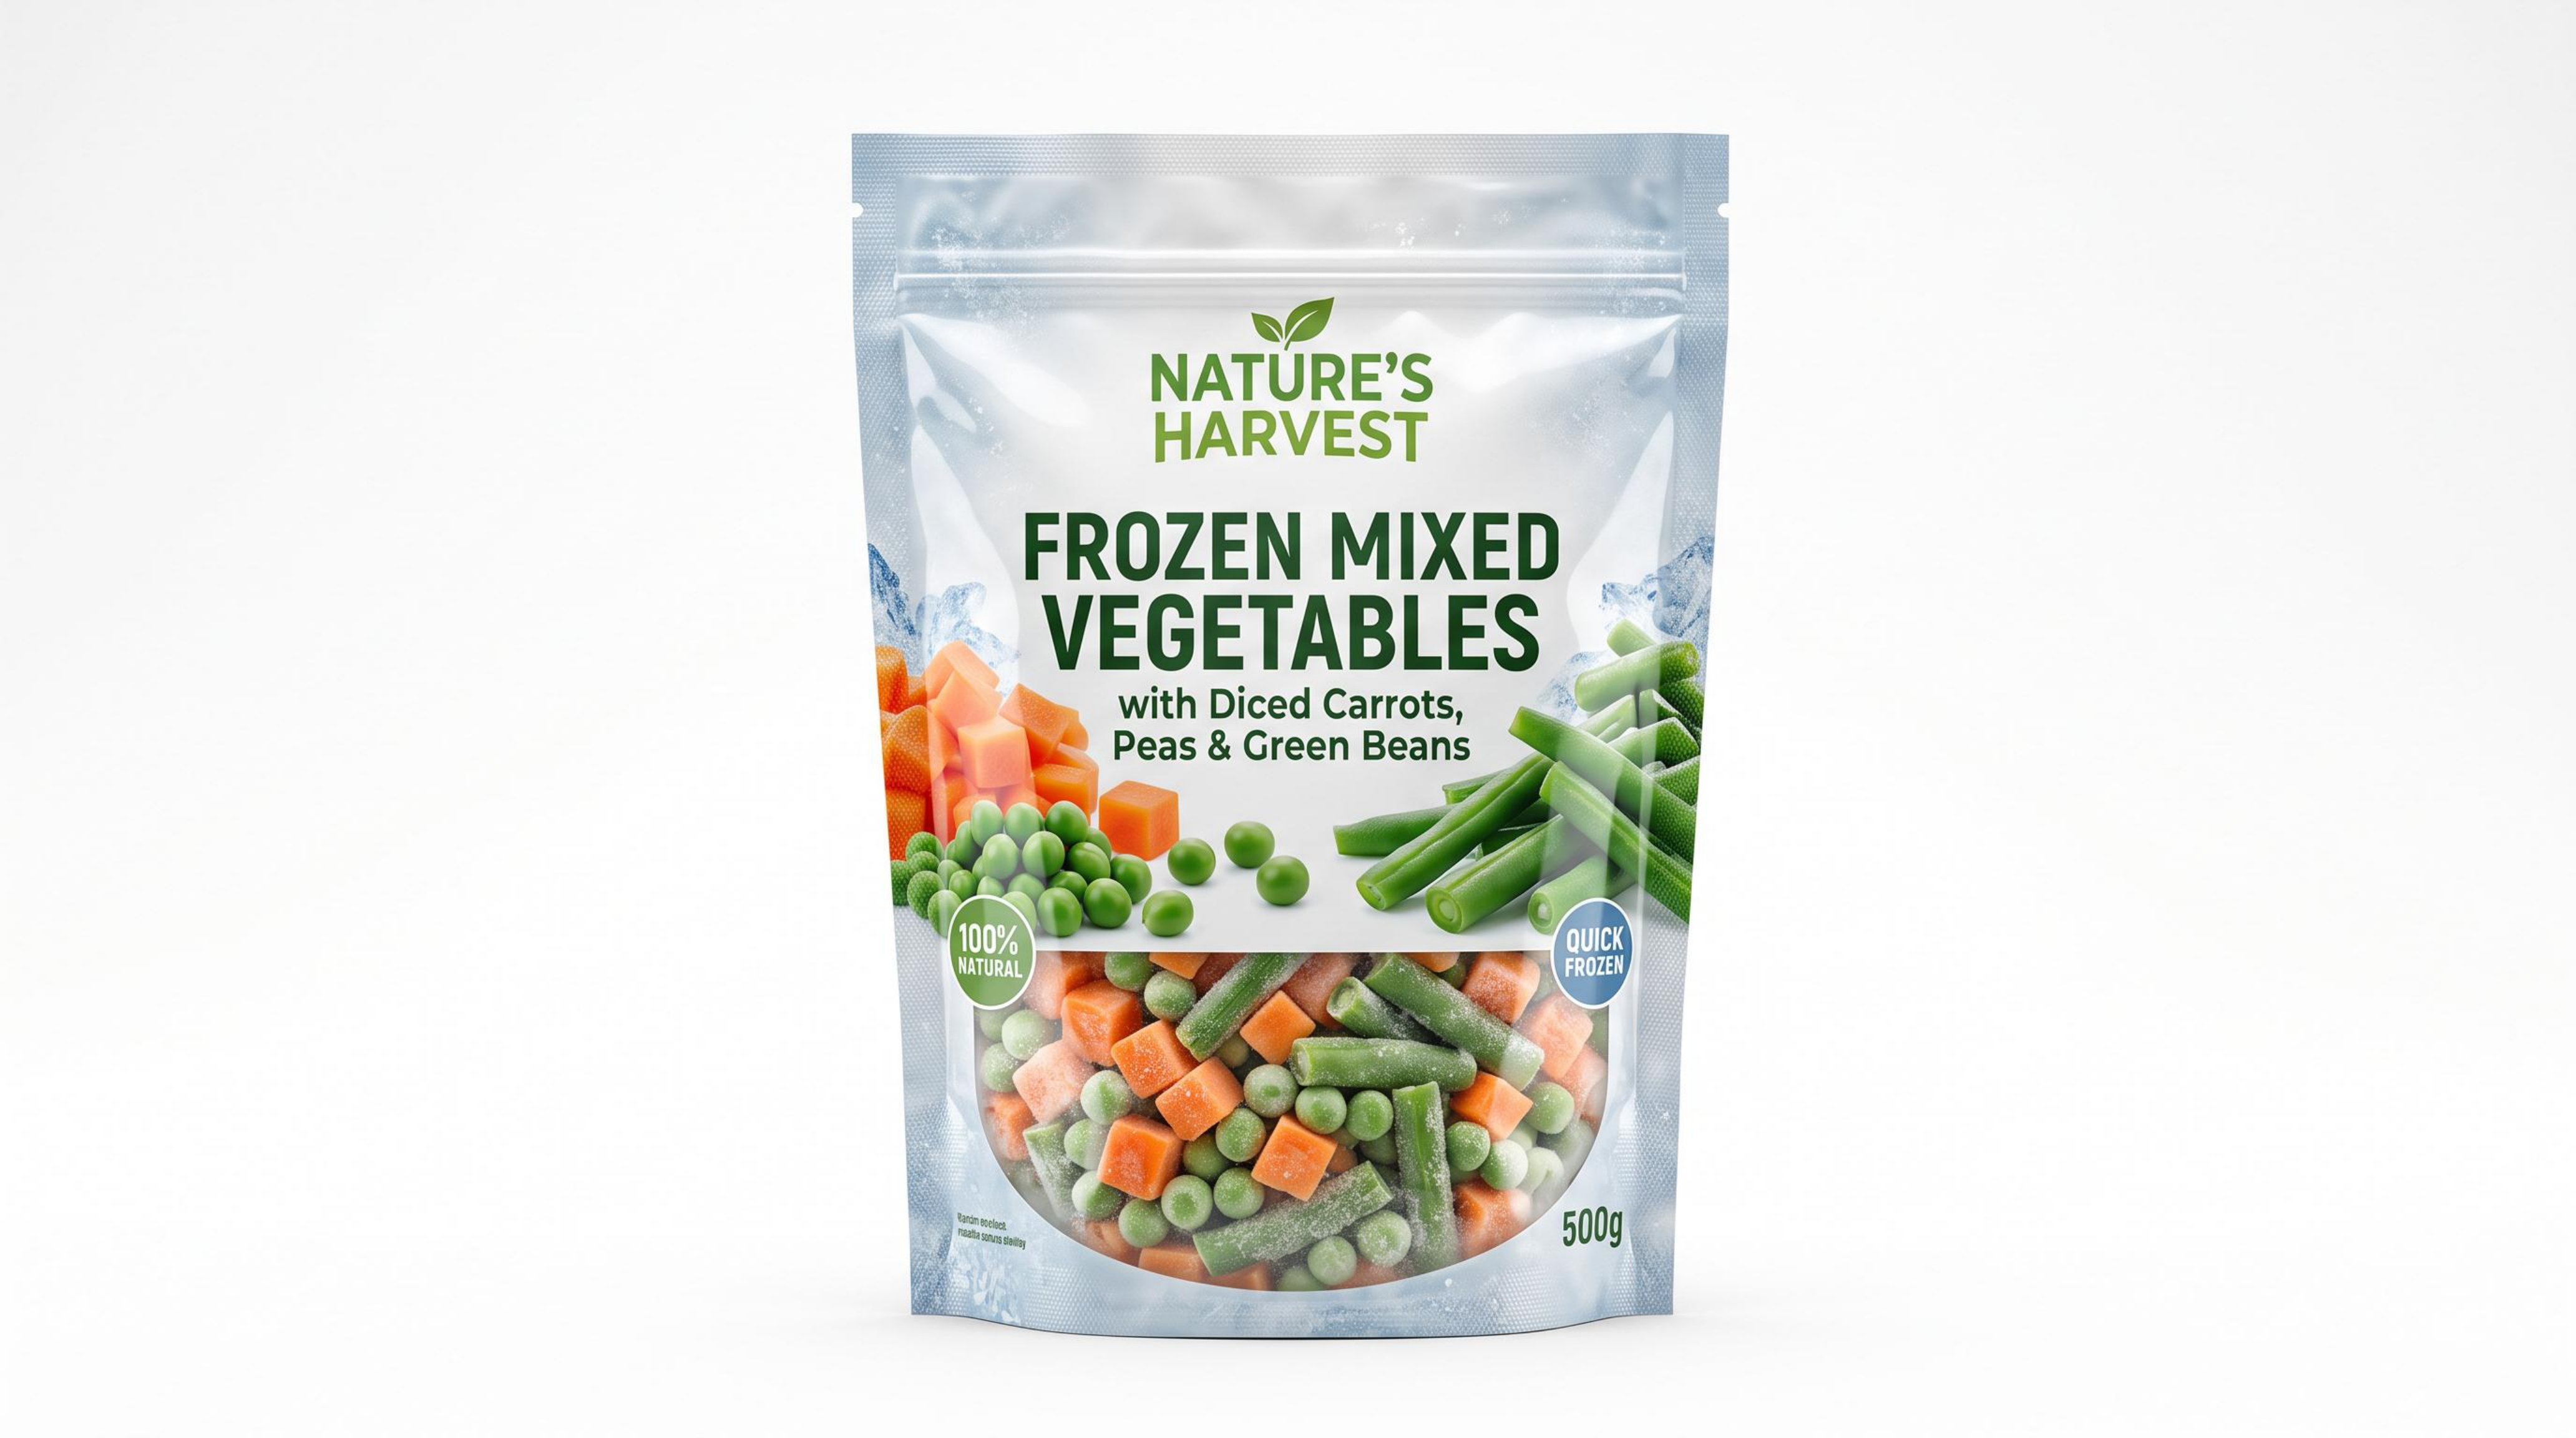 NATURE'S
HARVEST
FROZEN MIXED
VEGETABLES
with Diced Carrots,
Peas & Green Beans
100%
NATURAL
QUICK
FROZEN
500g